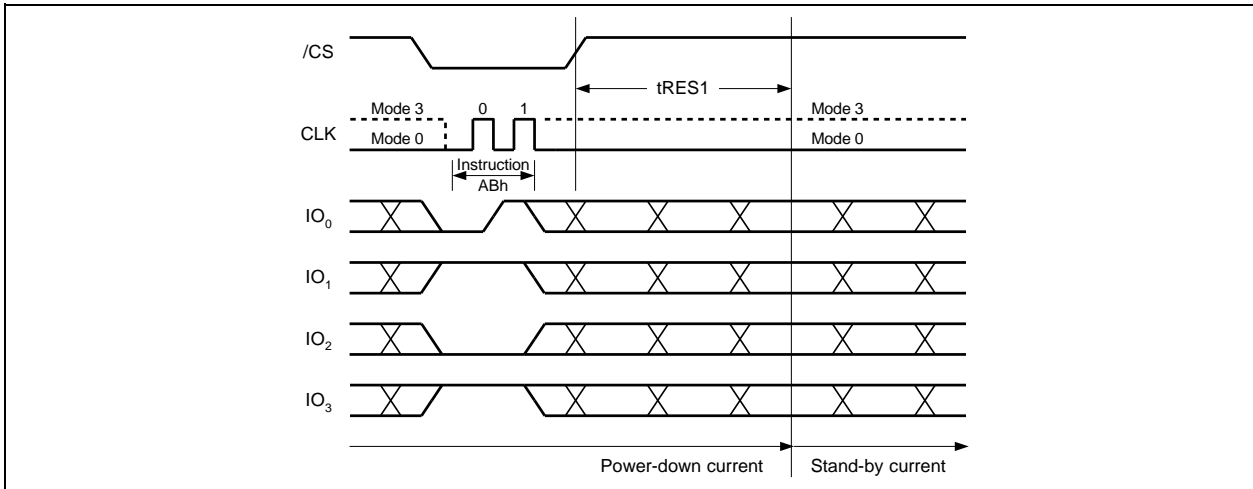 /CS
tRES1
Mode 3 0 1 Mode 3
CLK
Mode 0 Mode 0
Instruction
ABh
IO0
IO1
IO2
IO3
Power-down current Stand-by current